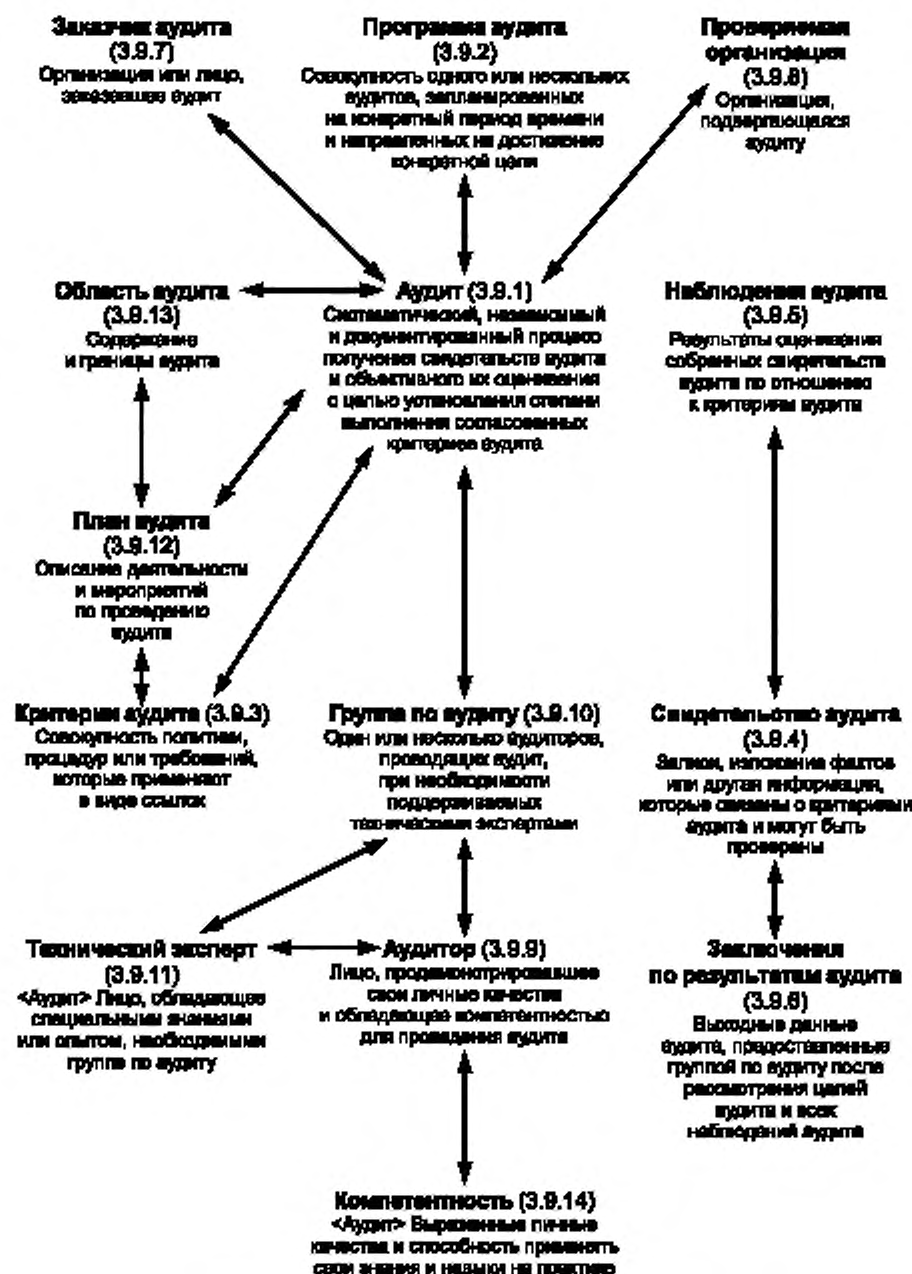 Заказчик аудита
(3.9.7)
Организация или лицо,
заказавшее аудит
Программа аудита
(3.9.2)
Совокупность одного или нескольких
аудитов, запланированных
на конкретный период времени
и направленных на достижение
конкретной цели
Проверяемая
организация
(3.9.8)
Организация,
подвергающаяся
аудиту
Область аудита
(3.9.13)
Содержание
и границы аудита
Аудит (3.9.1)
Систематический, независимый
и документированный процесс
получения свидетельств аудита
и объективного их оценивания
с целью установления степени
выполнения согласованных
критериев аудита
Наблюдения аудита
(3.9.5)
Результаты оценивания
собранных свидетельств
аудита по отношению
к критериям аудита
План аудита
(3.9.12)
Описание деятельности
и мероприятий
по проведению
аудита
Критерии аудита (3.9.3)
Совокупность политик,
процедур или требований,
которые применяют
в виде ссылок
Группа по аудиту (3.9.10)
Один или несколько аудиторов,
проводящих аудит,
при необходимости
поддерживаемых
техническими экспертами
Свидетельство аудита
(3.9.4)
Записи, изложение фактов
или другая информация,
которые связаны с критериями
аудита и могут быть
проверены
Технический эксперт
(3.9.11)
<Аудит> Лицо, обладающее
специальными знаниями
или опытом, необходимыми
группе по аудиту
Аудитор (3.9.9)
Лицо, продемонстрировавшее
свои личные качества
и обладающее компетентностью
для проведения аудита
Заключения
по результатам аудита
(3.9.6)
Выходные данные
аудита, предоставленные
группой по аудиту после
рассмотрения целей
аудита и всех
наблюдений аудита
Компетентность (3.9.14)
<Аудит> Выраженные личные
качества и способность применять
свои знания и навыки на практике